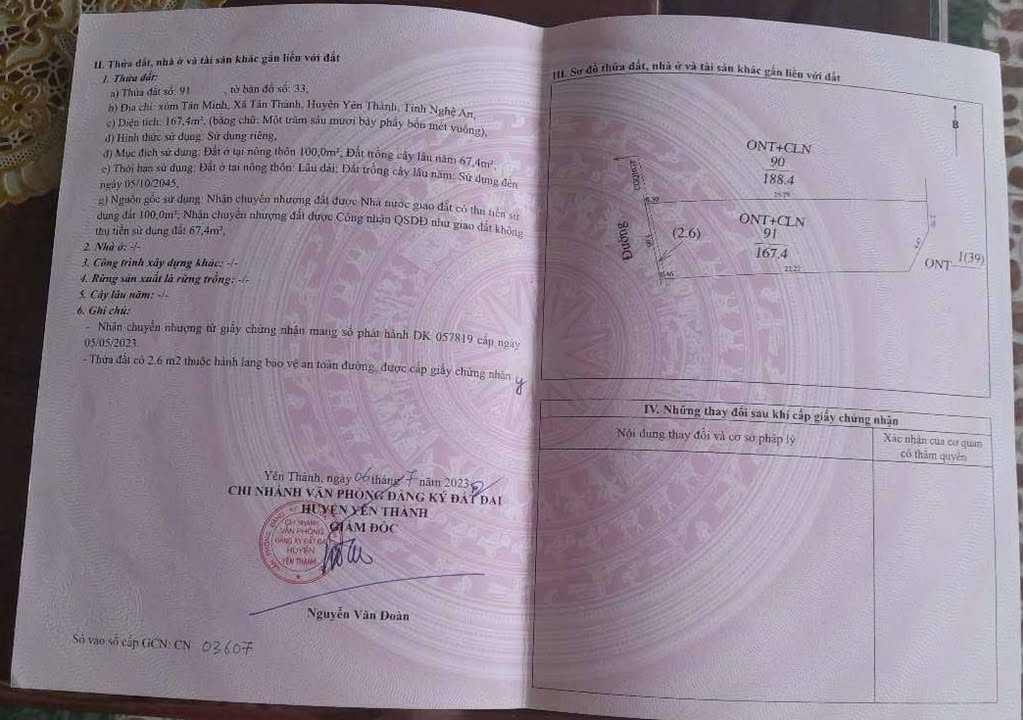 II. Thửa đất, nhà ở và tài sản khác gắn liền với đất
1. Thửa đất:
a) Thửa đất số: 91 , tờ bản đồ số: 33,
b) Địa chỉ: xóm Tân Minh, Xã Tân Thành, Huyện Yên Thành, Tỉnh Nghệ An,
c) Diện tích: 167,4m², (bằng chữ: Một trăm sáu mươi bảy phẩy bốn mét vuông),
d) Hình thức sử dụng: Sử dụng riêng,
đ) Mục đích sử dụng: Đất ở tại nông thôn 100,0m², Đất trồng cây lâu năm 67,4m²,
e) Thời hạn sử dụng: Đất ở tại nông thôn: Lâu dài; Đất trồng cây lâu năm: Sử dụng đến
ngày 05/10/2045,
g) Nguồn gốc sử dụng: Nhận chuyển nhượng đất được Nhà nước giao đất có thu tiền sử
dụng đất 100,0m²; Nhận chuyển nhượng đất được Công nhận QSDĐ như giao đất không
thu tiền sử dụng đất 67,4m²,
2. Nhà ở: -/-
3. Công trình xây dựng khác: -/-
4. Rừng sản xuất là rừng trồng: -/-
5. Cây lâu năm: -/-
6. Ghi chú:
- Nhận chuyển nhượng từ giấy chứng nhận mang số phát hành DK 057819 cấp ngày
05/05/2023.
- Thửa đất có 2.6 m2 thuộc hành lang bảo vệ an toàn đường, được cấp giấy chứng nhận
Yên Thành, ngày 06 tháng 7 năm 2023
CHI NHÁNH VĂN PHÒNG ĐĂNG KÝ ĐẤT ĐAI
HUYỆN YÊN THÀNH
GIÁM ĐỐC
CHI NHÁNH
VĂN PHÒNG
ĐĂNG KÝ ĐẤT ĐAI
HUYỆN
YÊN THÀNH
Nguyễn Văn Đoàn
Số vào sổ cấp GCN: CN 03607
III. Sơ đồ thửa đất, nhà ở và tài sản khác gắn liền với đất
B
ONT+CLN
90
188.4
ONT+CLN
91
167.4
(2.6)
Đường
22.22
ONT 1(39)
IV. Những thay đổi sau khi cấp giấy chứng nhận
Nội dung thay đổi và cơ sở pháp lý
Xác nhận của cơ quan
có thẩm quyền